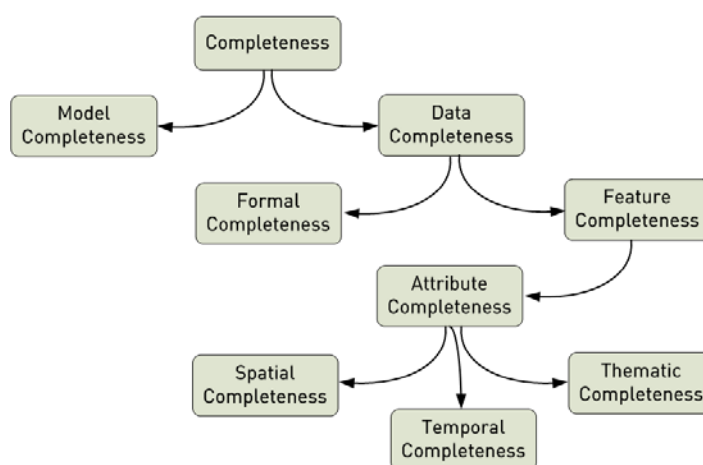 Completeness
Model
Completeness
Data
Completeness
Formal
Completeness
Feature
Completeness
Attribute
Completeness
Spatial
Completeness
Temporal
Completeness
Thematic
Completeness